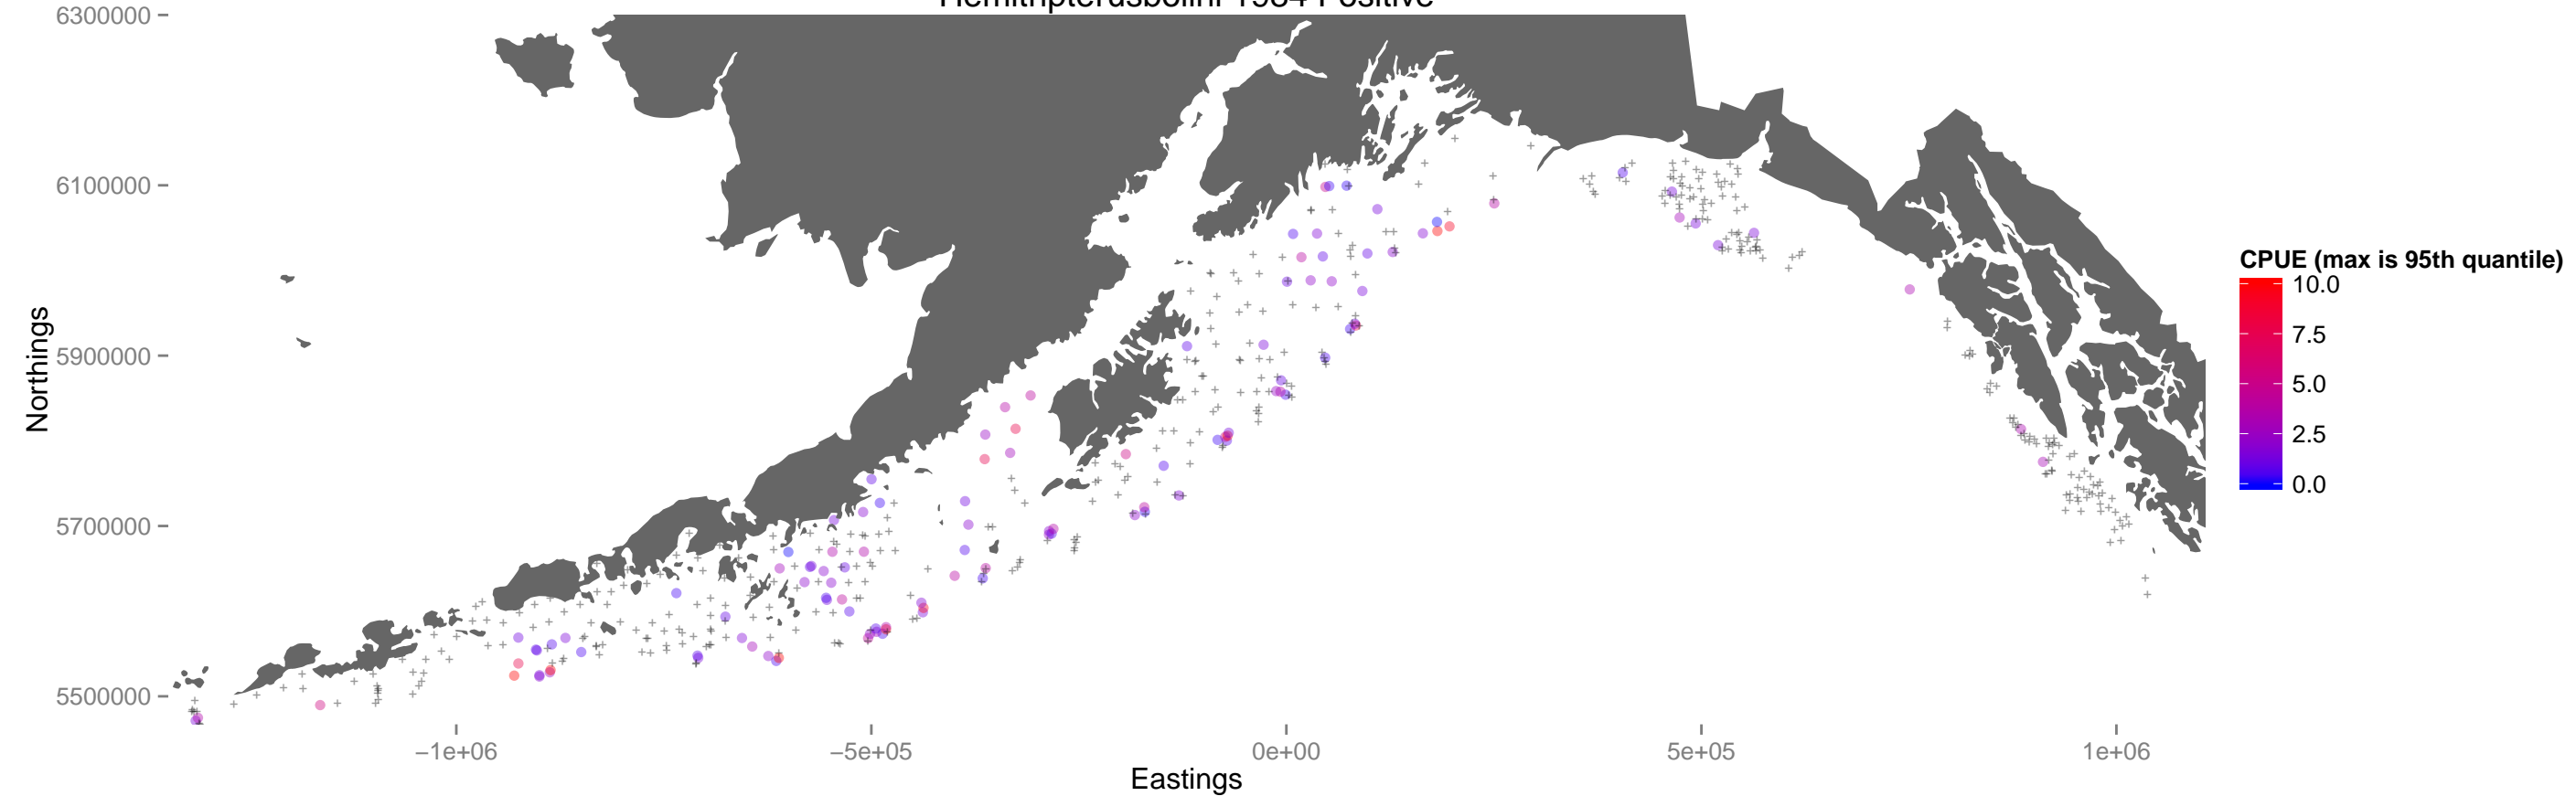 Hemitripterusbolini 1984 Positive
6300000
6100000
5900000
5700000
5500000
Northings
−1e+06
−5e+05
0e+00
5e+05
1e+06
Eastings
CPUE (max is 95th quantile)
10.0
7.5
5.0
2.5
0.0